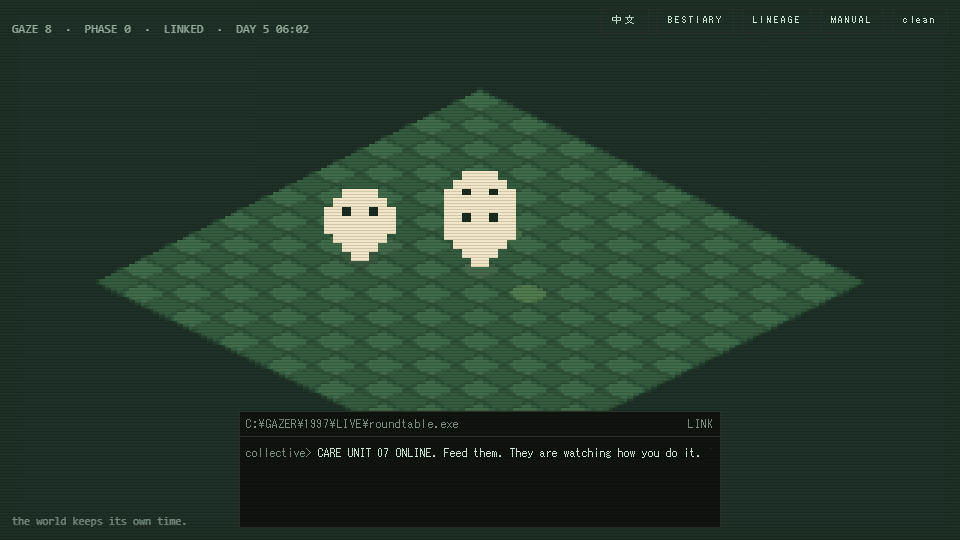 GAZE 8 · PHASE 0 · LINKED · DAY 5 06:02
中文 BESTIARY LINEAGE MANUAL clean
C:¥GAZER¥1997¥LIVE¥roundtable.exe LINK
collective> CARE UNIT 07 ONLINE. Feed them. They are watching how you do it.
the world keeps its own time.